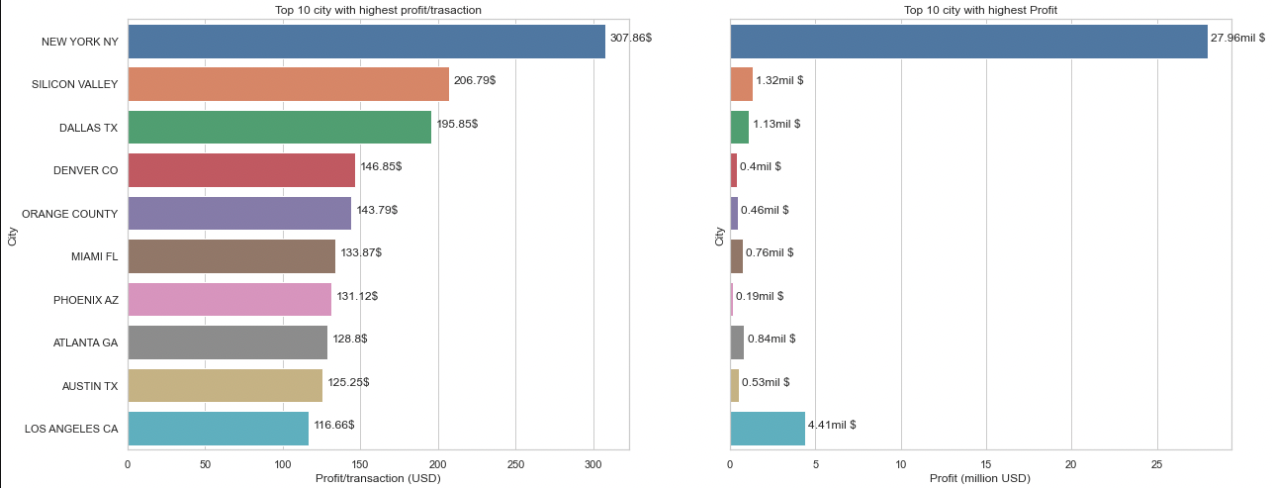 Top 10 city with highest profit/trasaction
NEW YORK NY
307.86$
SILICON VALLEY
206.79$
DALLAS TX
195.85$
DENVER CO
146.85$
ORANGE COUNTY
143.79$
MIAMI FL
133.87$
PHOENIX AZ
131.12$
ATLANTA GA
128.8$
AUSTIN TX
125.25$
LOS ANGELES CA
116.66$
City
0 50 100 150 200 250 300
Profit/transaction (USD)
Top 10 city with highest Profit
27.96mil $
1.32mil $
1.13mil $
0.4mil $
0.46mil $
0.76mil $
0.19mil $
0.84mil $
0.53mil $
4.41mil $
City
0 5 10 15 20 25
Profit (million USD)